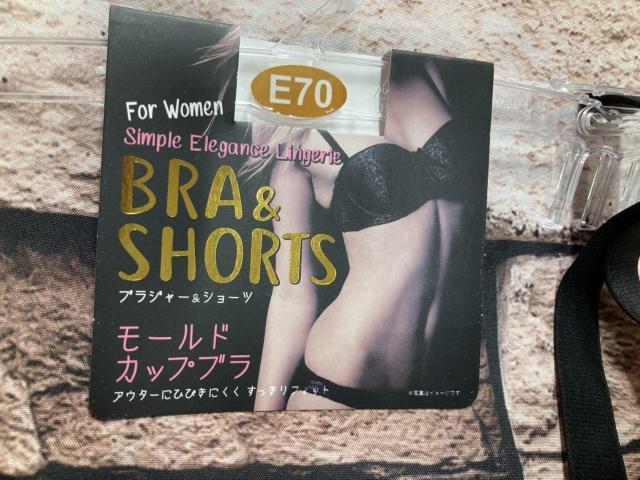 E70
For Women
Simple Elegance Lingerie
BRA &
SHORTS
ブラジャー&ショーツ
モールド
カップブラ
アウターにひびきにくく すっきりフィット
※写真はイメージです